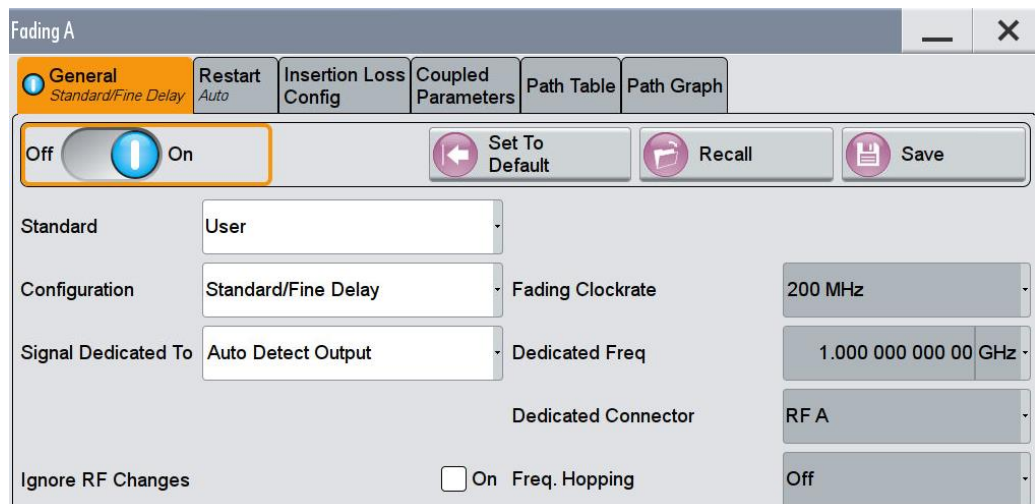 Fading A
General
Standard/Fine Delay
Restart
Auto
Insertion Loss
Config
Coupled
Parameters
Path Table
Path Graph
Off
On
Set To
Default
Recall
Save
Standard
User
Configuration
Standard/Fine Delay
Fading Clockrate
200 MHz
Signal Dedicated To
Auto Detect Output
Dedicated Freq
1.000 000 000 00 GHz
Dedicated Connector
RF A
Ignore RF Changes
On
Freq. Hopping
Off